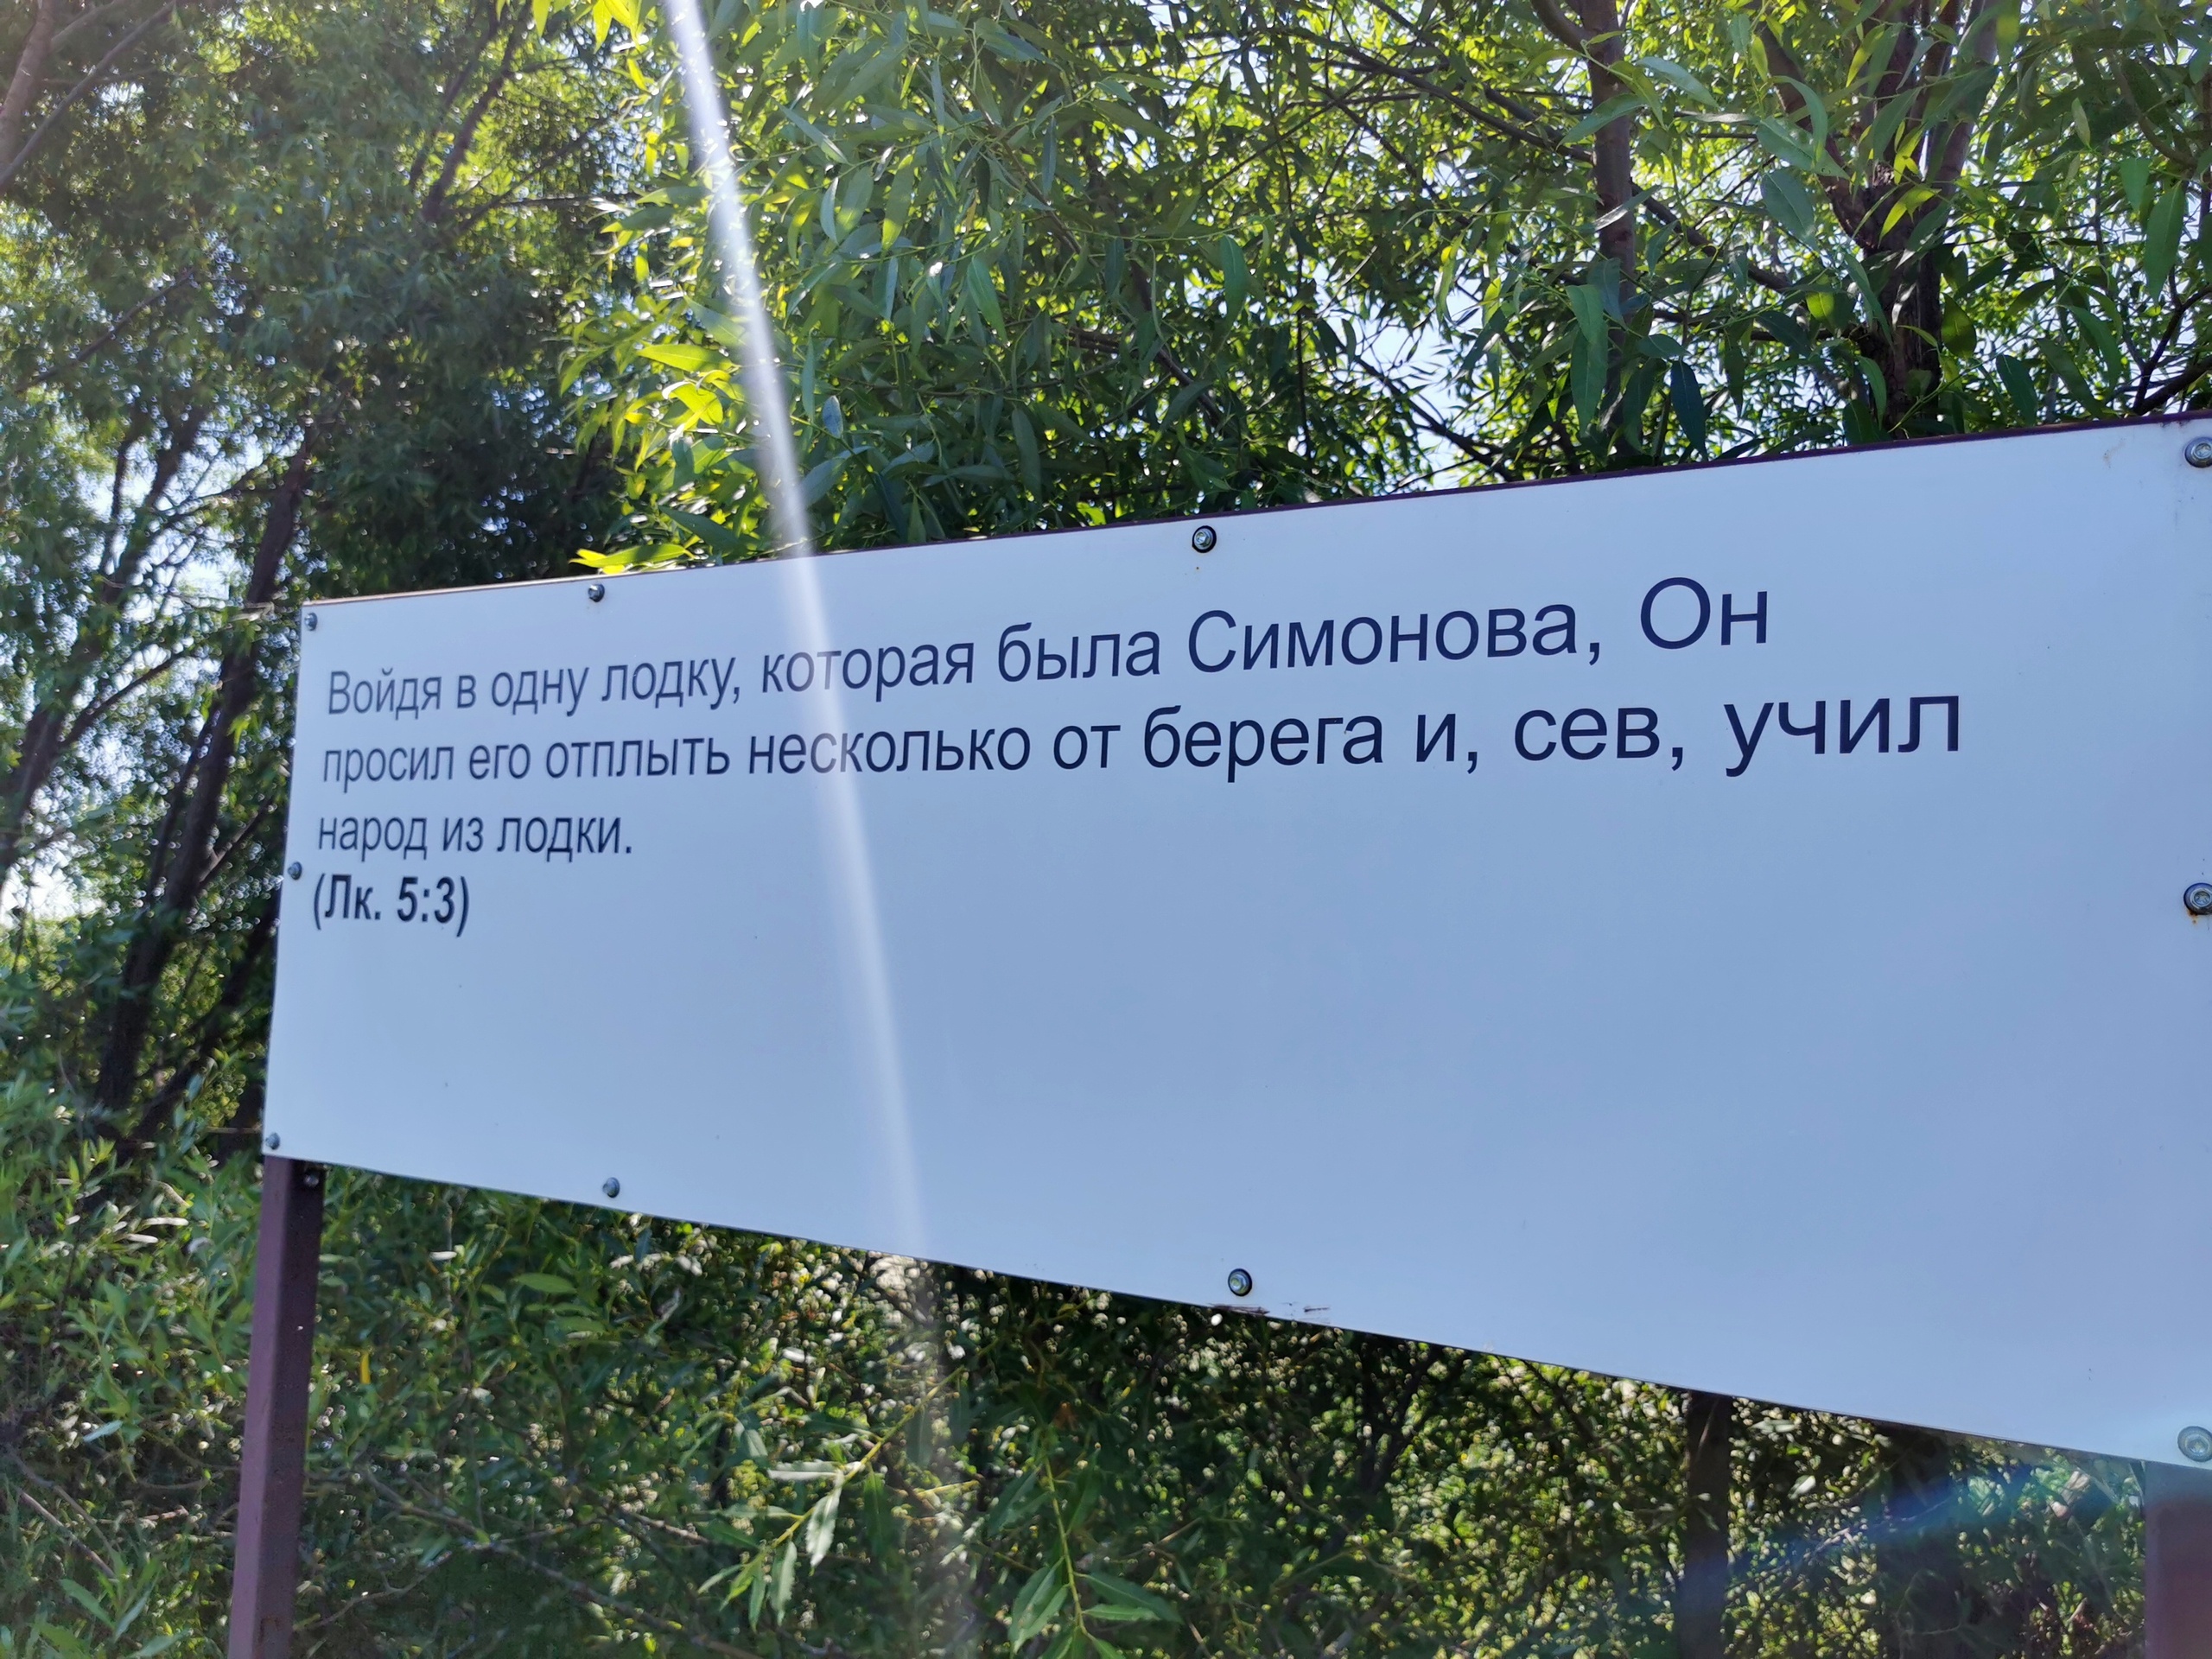 Войдя в одну лодку, которая была Симонова, Он
просил его отплыть несколько от берега и, сев, учил
народ из лодки.
(Лк. 5:3)